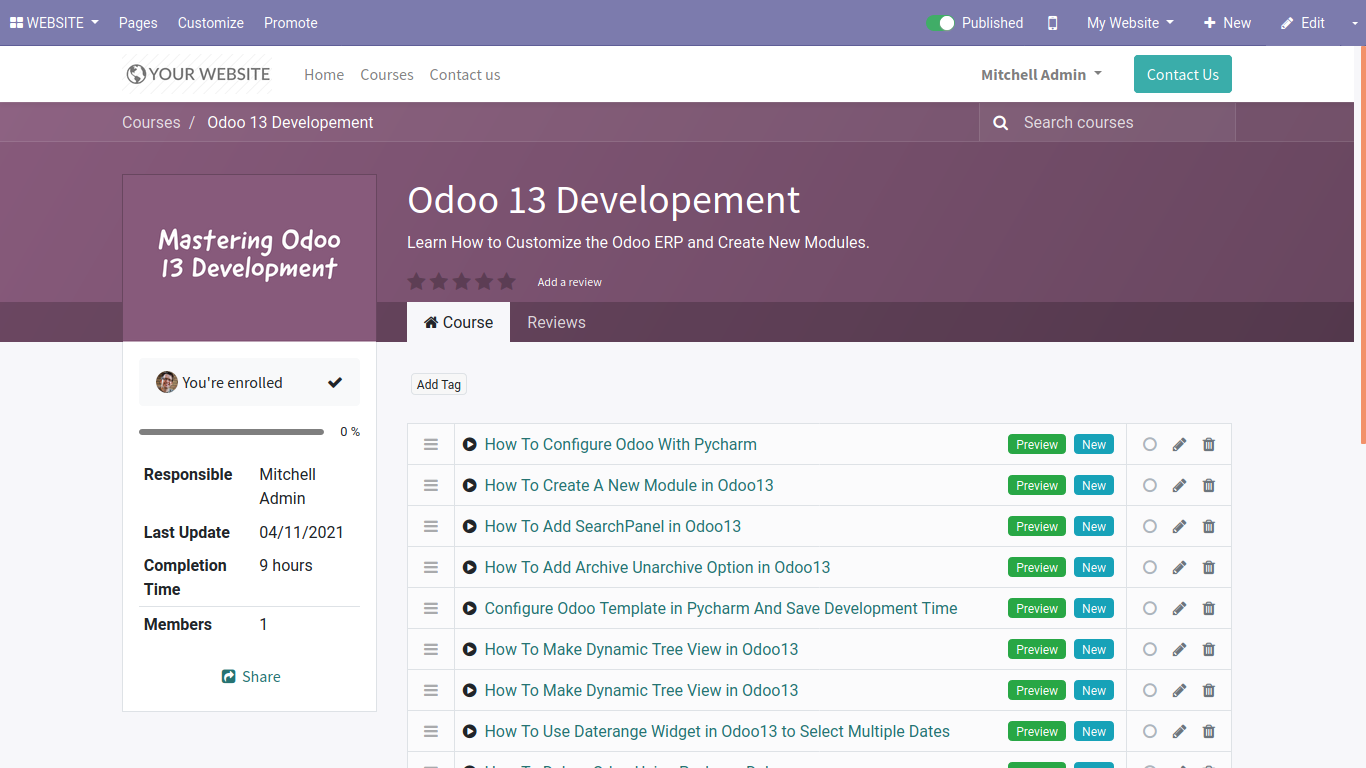 WEBSITE Pages Customize Promote Published My Website New Edit
YOUR WEBSITE Home Courses Contact us Mitchell Admin Contact Us
Courses / Odoo 13 Developement Search courses
Mastering Odoo
13 Development
Odoo 13 Developement
Learn How to Customize the Odoo ERP and Create New Modules.
Add a review
Course Reviews
You're enrolled
0 %
Responsible Mitchell
Admin
Last Update 04/11/2021
Completion 9 hours
Time
Members 1
Share
Add Tag
How To Configure Odoo With Pycharm Preview New
How To Create A New Module in Odoo13 Preview New
How To Add SearchPanel in Odoo13 Preview New
How To Add Archive Unarchive Option in Odoo13 Preview New
Configure Odoo Template in Pycharm And Save Development Time Preview New
How To Make Dynamic Tree View in Odoo13 Preview New
How To Make Dynamic Tree View in Odoo13 Preview New
How To Use Daterange Widget in Odoo13 to Select Multiple Dates Preview New